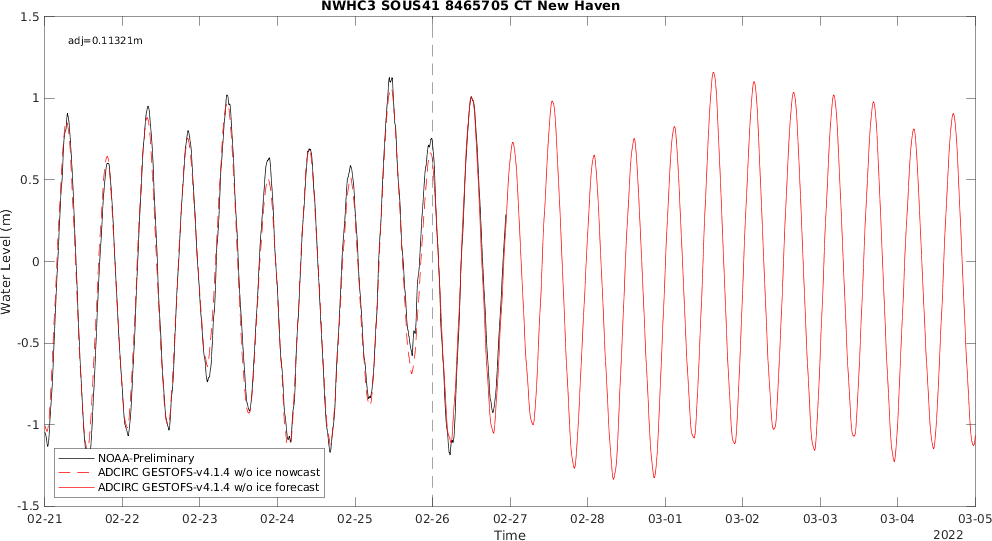 NWHC3 SOUS41 8465705 CT New Haven
1.5
adj=0.11321m
1
0.5
0
-0.5
-1
-1.5
Water Level (m)
NOAA-Preliminary
ADCIRC GESTOFS-v4.1.4 w/o ice nowcast
ADCIRC GESTOFS-v4.1.4 w/o ice forecast
02-21 02-22 02-23 02-24 02-25 02-26 02-27 02-28 03-01 03-02 03-03 03-04 03-05
Time
2022